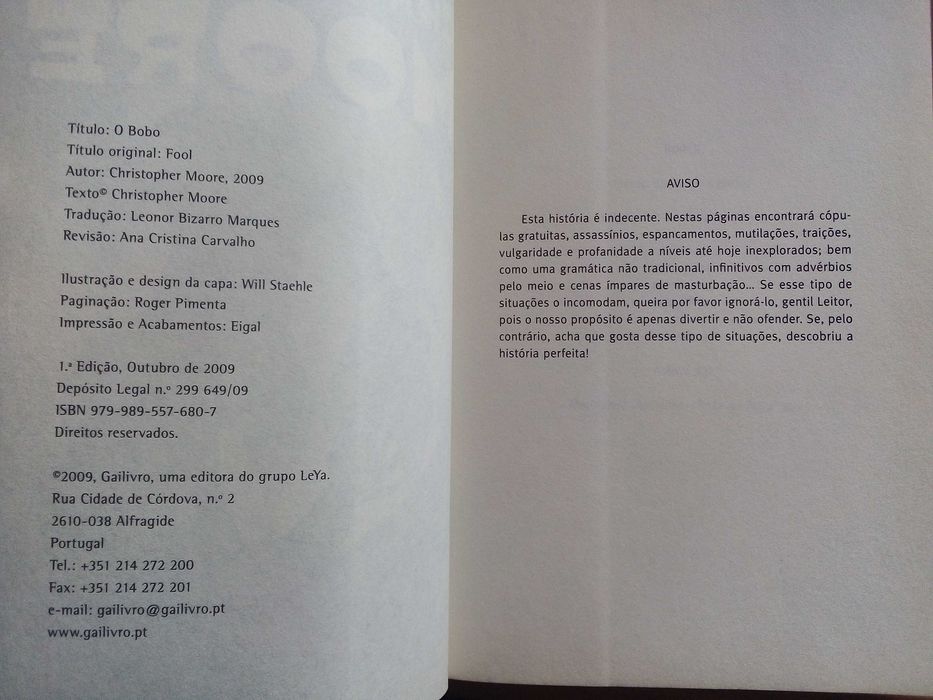 Título: O Bobo
Título original: Fool
Autor: Christopher Moore, 2009
Texto© Christopher Moore
Tradução: Leonor Bizarro Marques
Revisão: Ana Cristina Carvalho
Ilustração e design da capa: Will Staehle
Paginação: Roger Pimenta
Impressão e Acabamentos: Eigal
1.ª Edição, Outubro de 2009
Depósito Legal n.º 299 649/09
ISBN 979-989-557-680-7
Direitos reservados.
©2009, Gailivro, uma editora do grupo LeYa.
Rua Cidade de Córdova, n.º 2
2610-038 Alfragide
Portugal
Tel.: +351 214 272 200
Fax: +351 214 272 201
e-mail: gailivro@gailivro.pt
www.gailivro.pt
AVISO
Esta história é indecente. Nestas páginas encontrará cópu-
las gratuitas, assassínios, espancamentos, mutilações, traições,
vulgaridade e profanidade a níveis até hoje inexplorados; bem
como uma gramática não tradicional, infinitivos com advérbios
pelo meio e cenas ímpares de masturbação... Se esse tipo de
situações o incomodam, queira por favor ignorá-lo, gentil Leitor,
pois o nosso propósito é apenas divertir e não ofender. Se, pelo
contrário, acha que gosta desse tipo de situações, descobriu a
história perfeita!